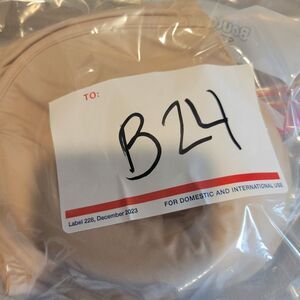 TO:
B24
Label 228, December 2023
FOR DOMESTIC AND INTERNATIONAL USE